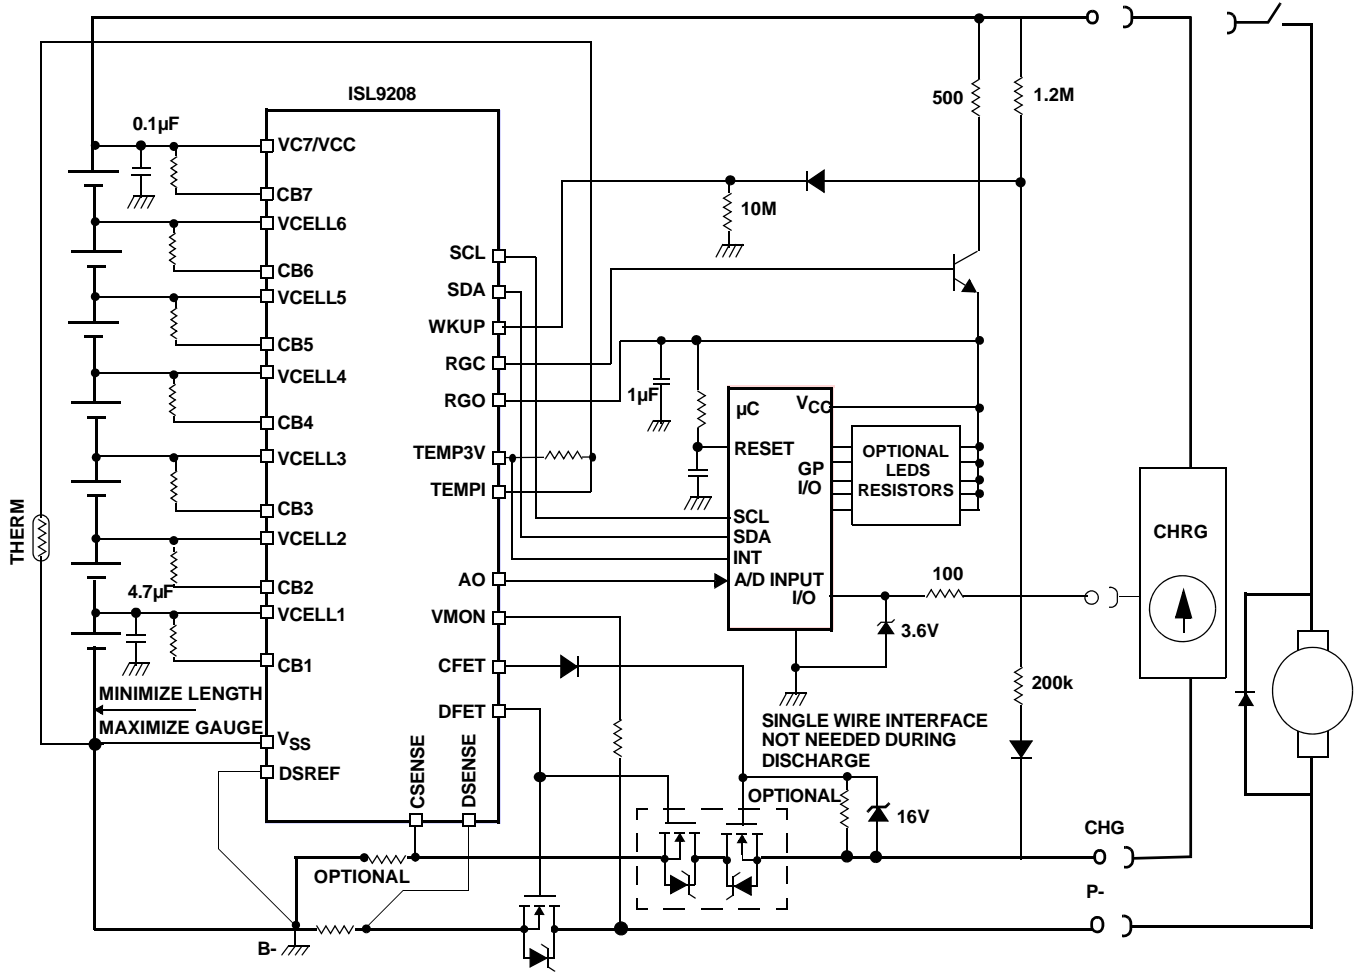 ISL9208
500
1.2M
0.1µF
VC7/VCC
CB7
VCELL6
CB6
VCELL5
CB5
VCELL4
CB4
VCELL3
CB3
VCELL2
CB2
4.7µF
VCELL1
CB1
THERM
MINIMIZE LENGTH
MAXIMIZE GAUGE
VSS
DSREF
CSENSE
DSENSE
SCL
SDA
WKUP
RGC
RGO
TEMP3V
TEMPI
AO
VMON
CFET
DFET
10M
1µF
µC
VCC
RESET
GP
I/O
SCL
SDA
INT
A/D INPUT
I/O
OPTIONAL
LEDS
RESISTORS
100
3.6V
CHRG
200k
SINGLE WIRE INTERFACE
NOT NEEDED DURING
DISCHARGE
OPTIONAL
16V
CHG
P-
OPTIONAL
B-